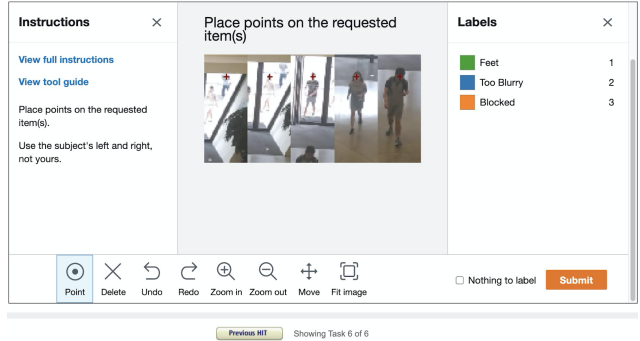 Instructions
View full instructions
View tool guide
Place points on the requested
item(s).
Use the subject's left and right,
not yours.
Place points on the requested
item(s)
Labels
Feet 1
Too Blurry 2
Blocked 3
Point
Delete
Undo
Redo
Zoom in
Zoom out
Move
Fit image
Nothing to label
Submit
Previous HIT
Showing Task 6 of 6